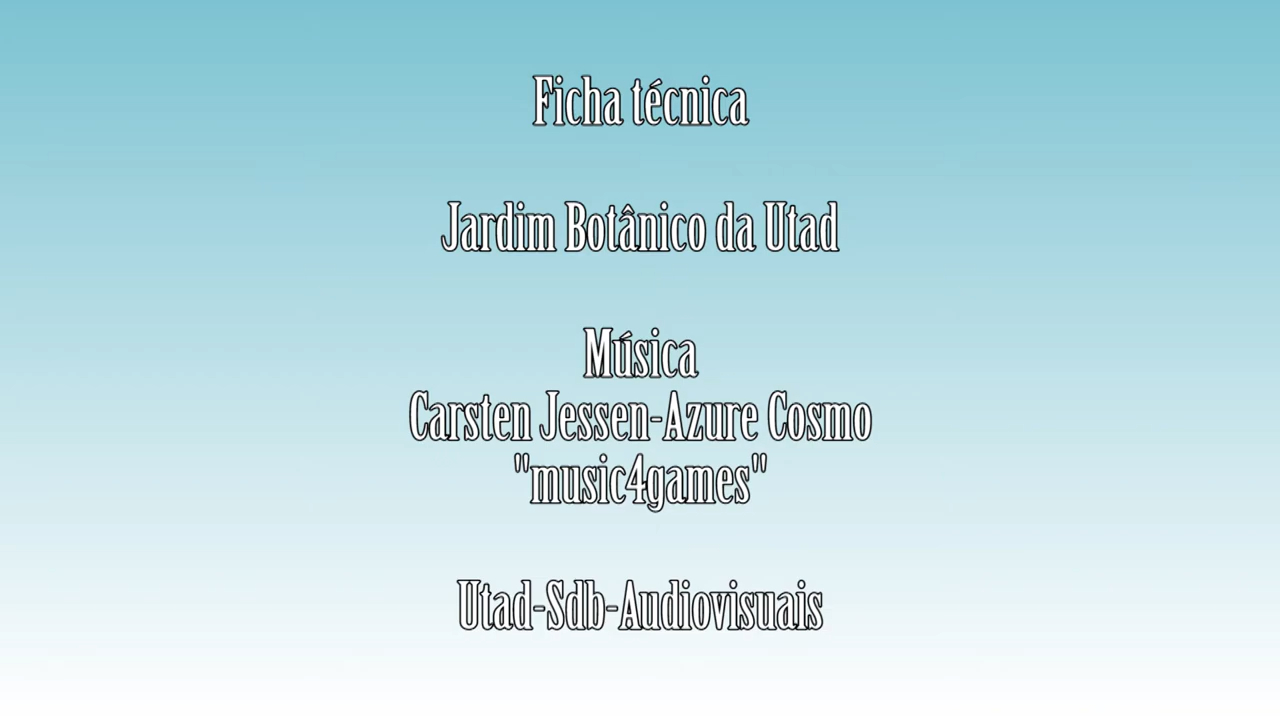 Ficha técnica
Jardim Botânico da Utad
Música
Carsten Jessen-Azure Cosmo
"music4games"
Utad-Sdb-Audiovisuais